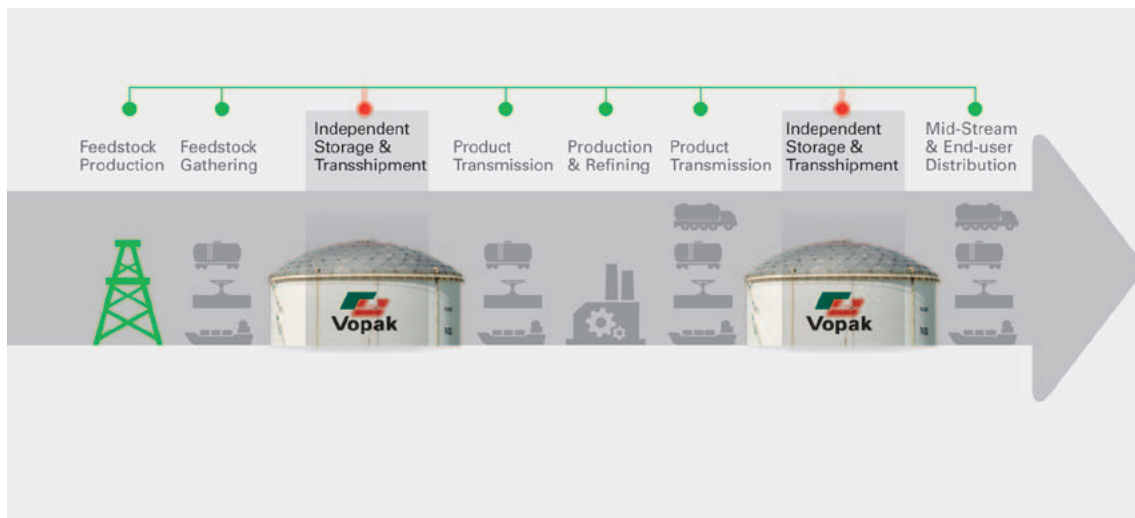 Feedstock
Production
Feedstock
Gathering
Independent
Storage &
Transshipment
Product
Transmission
Production
& Refining
Product
Transmission
Independent
Storage &
Transshipment
Mid-Stream
& End-user
Distribution
Vopak
Vopak